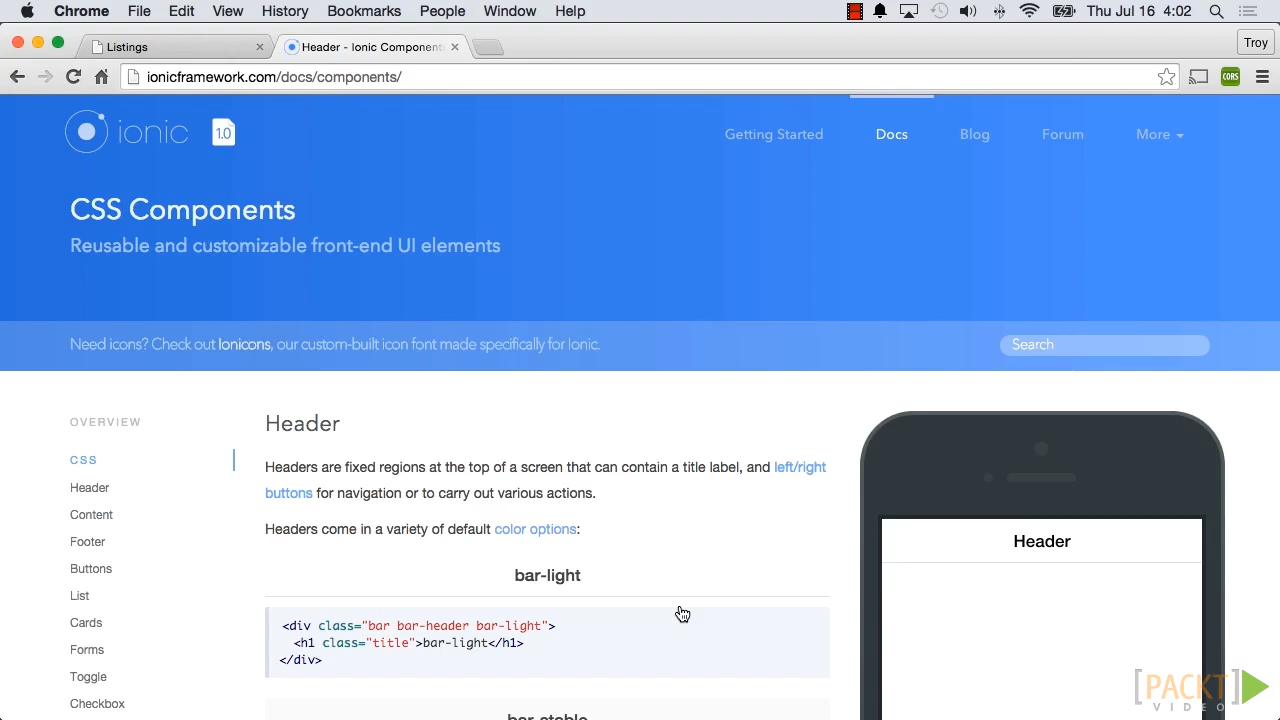 Chrome File Edit View History Bookmarks People Window Help Thu Jul 16 4:02
Listings Header - Ionic Component Troy
ionicframework.com/docs/components/ CORS
ionic 1.0 Getting Started Docs Blog Forum More
CSS Components
Reusable and customizable front-end UI elements
Need icons? Check out Ionicons, our custom-built icon font made specifically for Ionic. Search
OVERVIEW
CSS
Header
Content
Footer
Buttons
List
Cards
Forms
Toggle
Checkbox
Header
Headers are fixed regions at the top of a screen that can contain a title label, and left/right
buttons for navigation or to carry out various actions.
Headers come in a variety of default color options:
bar-light
<div class="bar bar-header bar-light">
<h1 class="title">bar-light</h1>
</div>
bar-stable
Header
[PACKT]
VIDEO